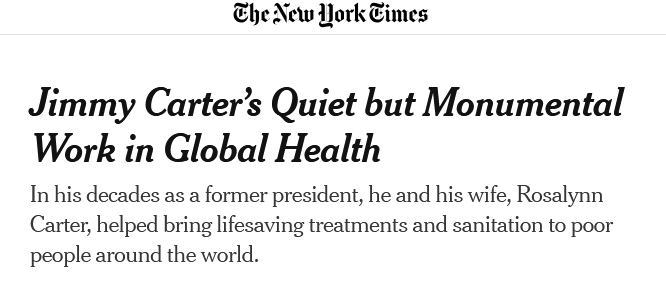 The New York Times
Jimmy Carter’s Quiet but Monumental
Work in Global Health
In his decades as a former president, he and his wife, Rosalynn
Carter, helped bring lifesaving treatments and sanitation to poor
people around the world.